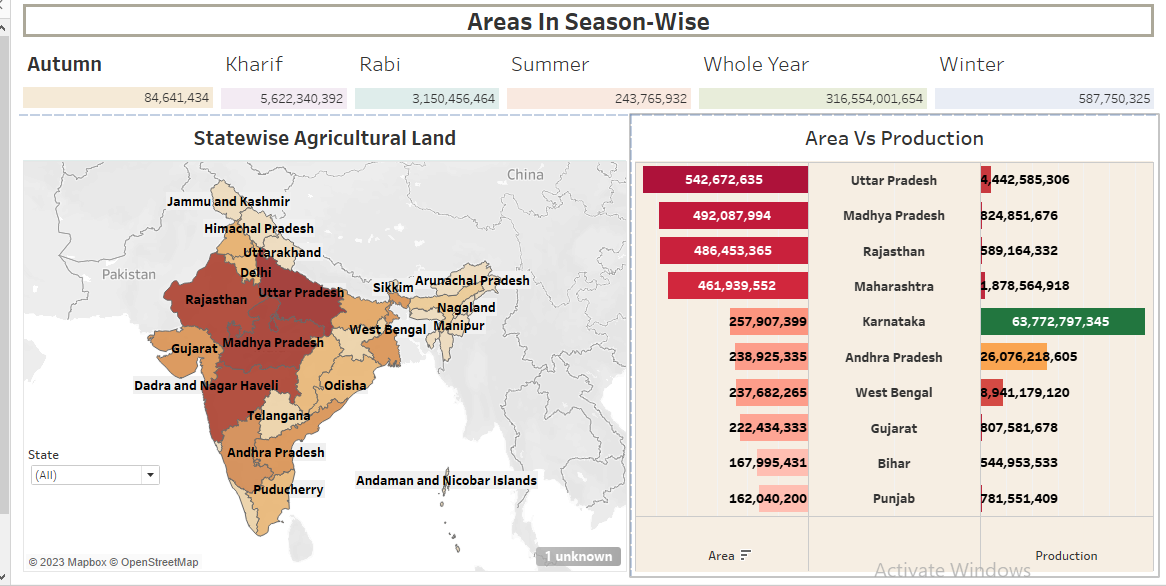 Areas In Season-Wise
Autumn Kharif Rabi Summer Whole Year Winter
84,641,434 5,622,340,392 3,150,456,464 243,765,932 316,554,001,654 587,750,325
Statewise Agricultural Land
China
Jammu and Kashmir
Himachal Pradesh
Uttarakhand
Pakistan
Delhi
Sikkim
Arunachal Pradesh
Rajasthan
Uttar Pradesh
Nagaland
West Bengal
Manipur
Gujarat
Madhya Pradesh
Dadra and Nagar Haveli
Odisha
Telangana
Andhra Pradesh
Andaman and Nicobar Islands
Puducherry
State
(All)
© 2023 Mapbox © OpenStreetMap
1 unknown
Area Vs Production
542,672,635 Uttar Pradesh 4,442,585,306
492,087,994 Madhya Pradesh 824,851,676
486,453,365 Rajasthan 589,164,332
461,939,552 Maharashtra 1,878,564,918
257,907,399 Karnataka 63,772,797,345
238,925,335 Andhra Pradesh 26,076,218,605
237,682,265 West Bengal 8,941,179,120
222,434,333 Gujarat 807,581,678
167,995,431 Bihar 544,953,533
162,040,200 Punjab 781,551,409
Area Production
Activate Windows